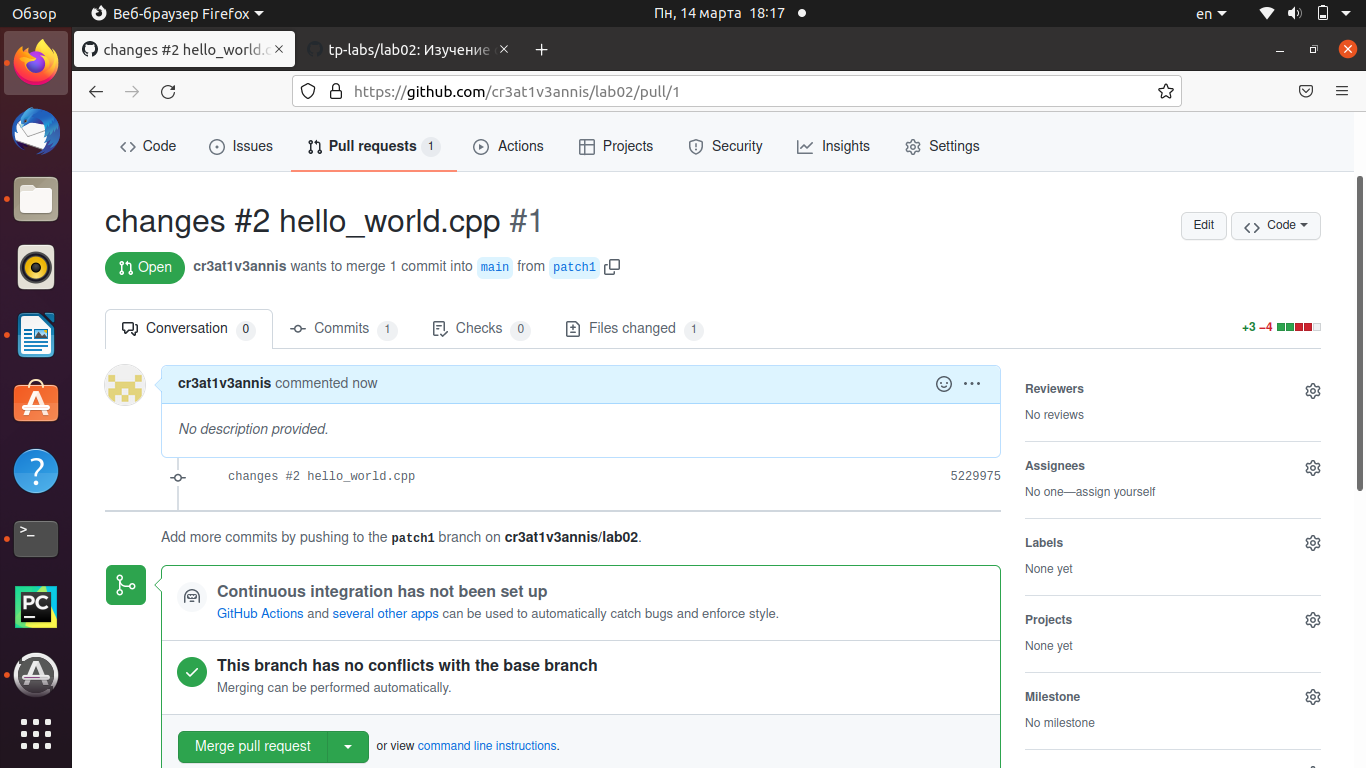 Обзор Веб-браузер Firefox Пн, 14 марта 18:17 en
changes #2 hello_world.c tp-labs/lab02: Изучение
https://github.com/cr3at1v3annis/lab02/pull/1
Code Issues Pull requests 1 Actions Projects Security Insights Settings
changes #2 hello_world.cpp #1
Edit Code
Open cr3at1v3annis wants to merge 1 commit into main from patch1
Conversation 0 Commits 1 Checks 0 Files changed 1 +3 −4
cr3at1v3annis commented now
No description provided.
changes #2 hello_world.cpp 5229975
Add more commits by pushing to the patch1 branch on cr3at1v3annis/lab02.
Continuous integration has not been set up
GitHub Actions and several other apps can be used to automatically catch bugs and enforce style.
This branch has no conflicts with the base branch
Merging can be performed automatically.
Merge pull request or view command line instructions.
Reviewers
No reviews
Assignees
No one—assign yourself
Labels
None yet
Projects
None yet
Milestone
No milestone
>_
PC